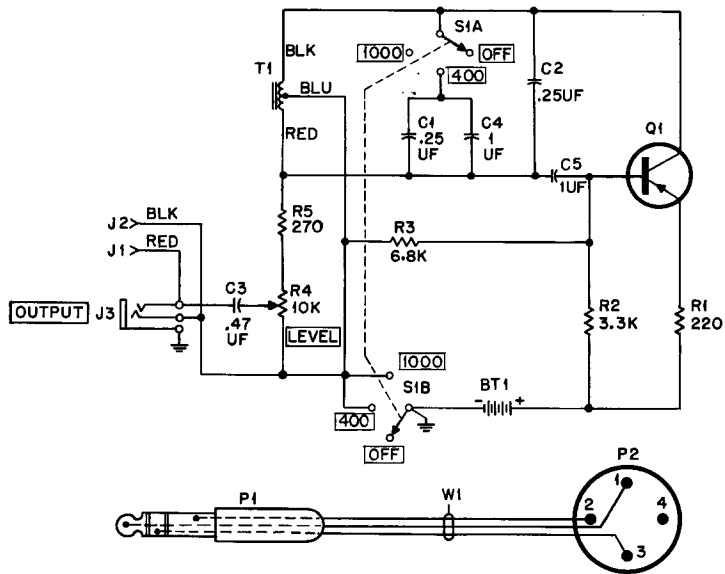 S1A
1000
OFF
BLK
T1
400
C2
BLU
.25UF
C1
.25
UF
C4
1
UF
Q1
RED
C5
1UF
R5
270
J2
BLK
J1
RED
R3
6.8K
C3
.47
UF
R4
10K
R2
3.3K
R1
220
OUTPUT
J3
LEVEL
1000
S1B
BT1
- +
400
OFF
P2
P1
W1
1
2
4
3